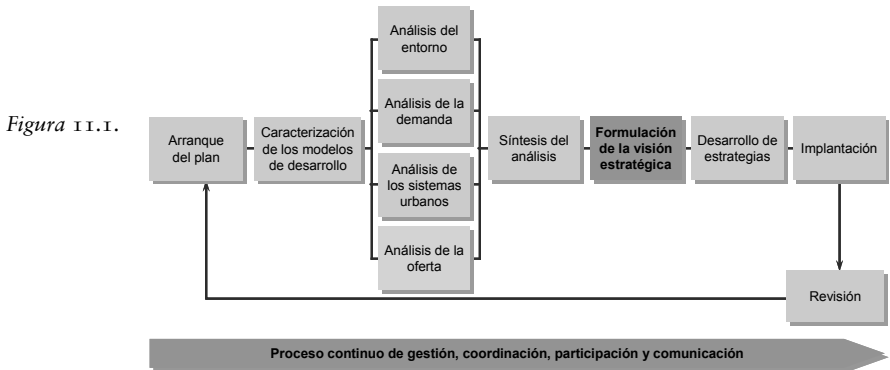 Figura 11.1.
Arranque
del plan
Caracterización
de los modelos
de desarrollo
Análisis del
entorno
Análisis de la
demanda
Análisis de
los sistemas
urbanos
Análisis de la
oferta
Síntesis del
análisis
Formulación
de la visión
estratégica
Desarrollo de
estrategias
Implantación
Revisión
Proceso continuo de gestión, coordinación, participación y comunicación